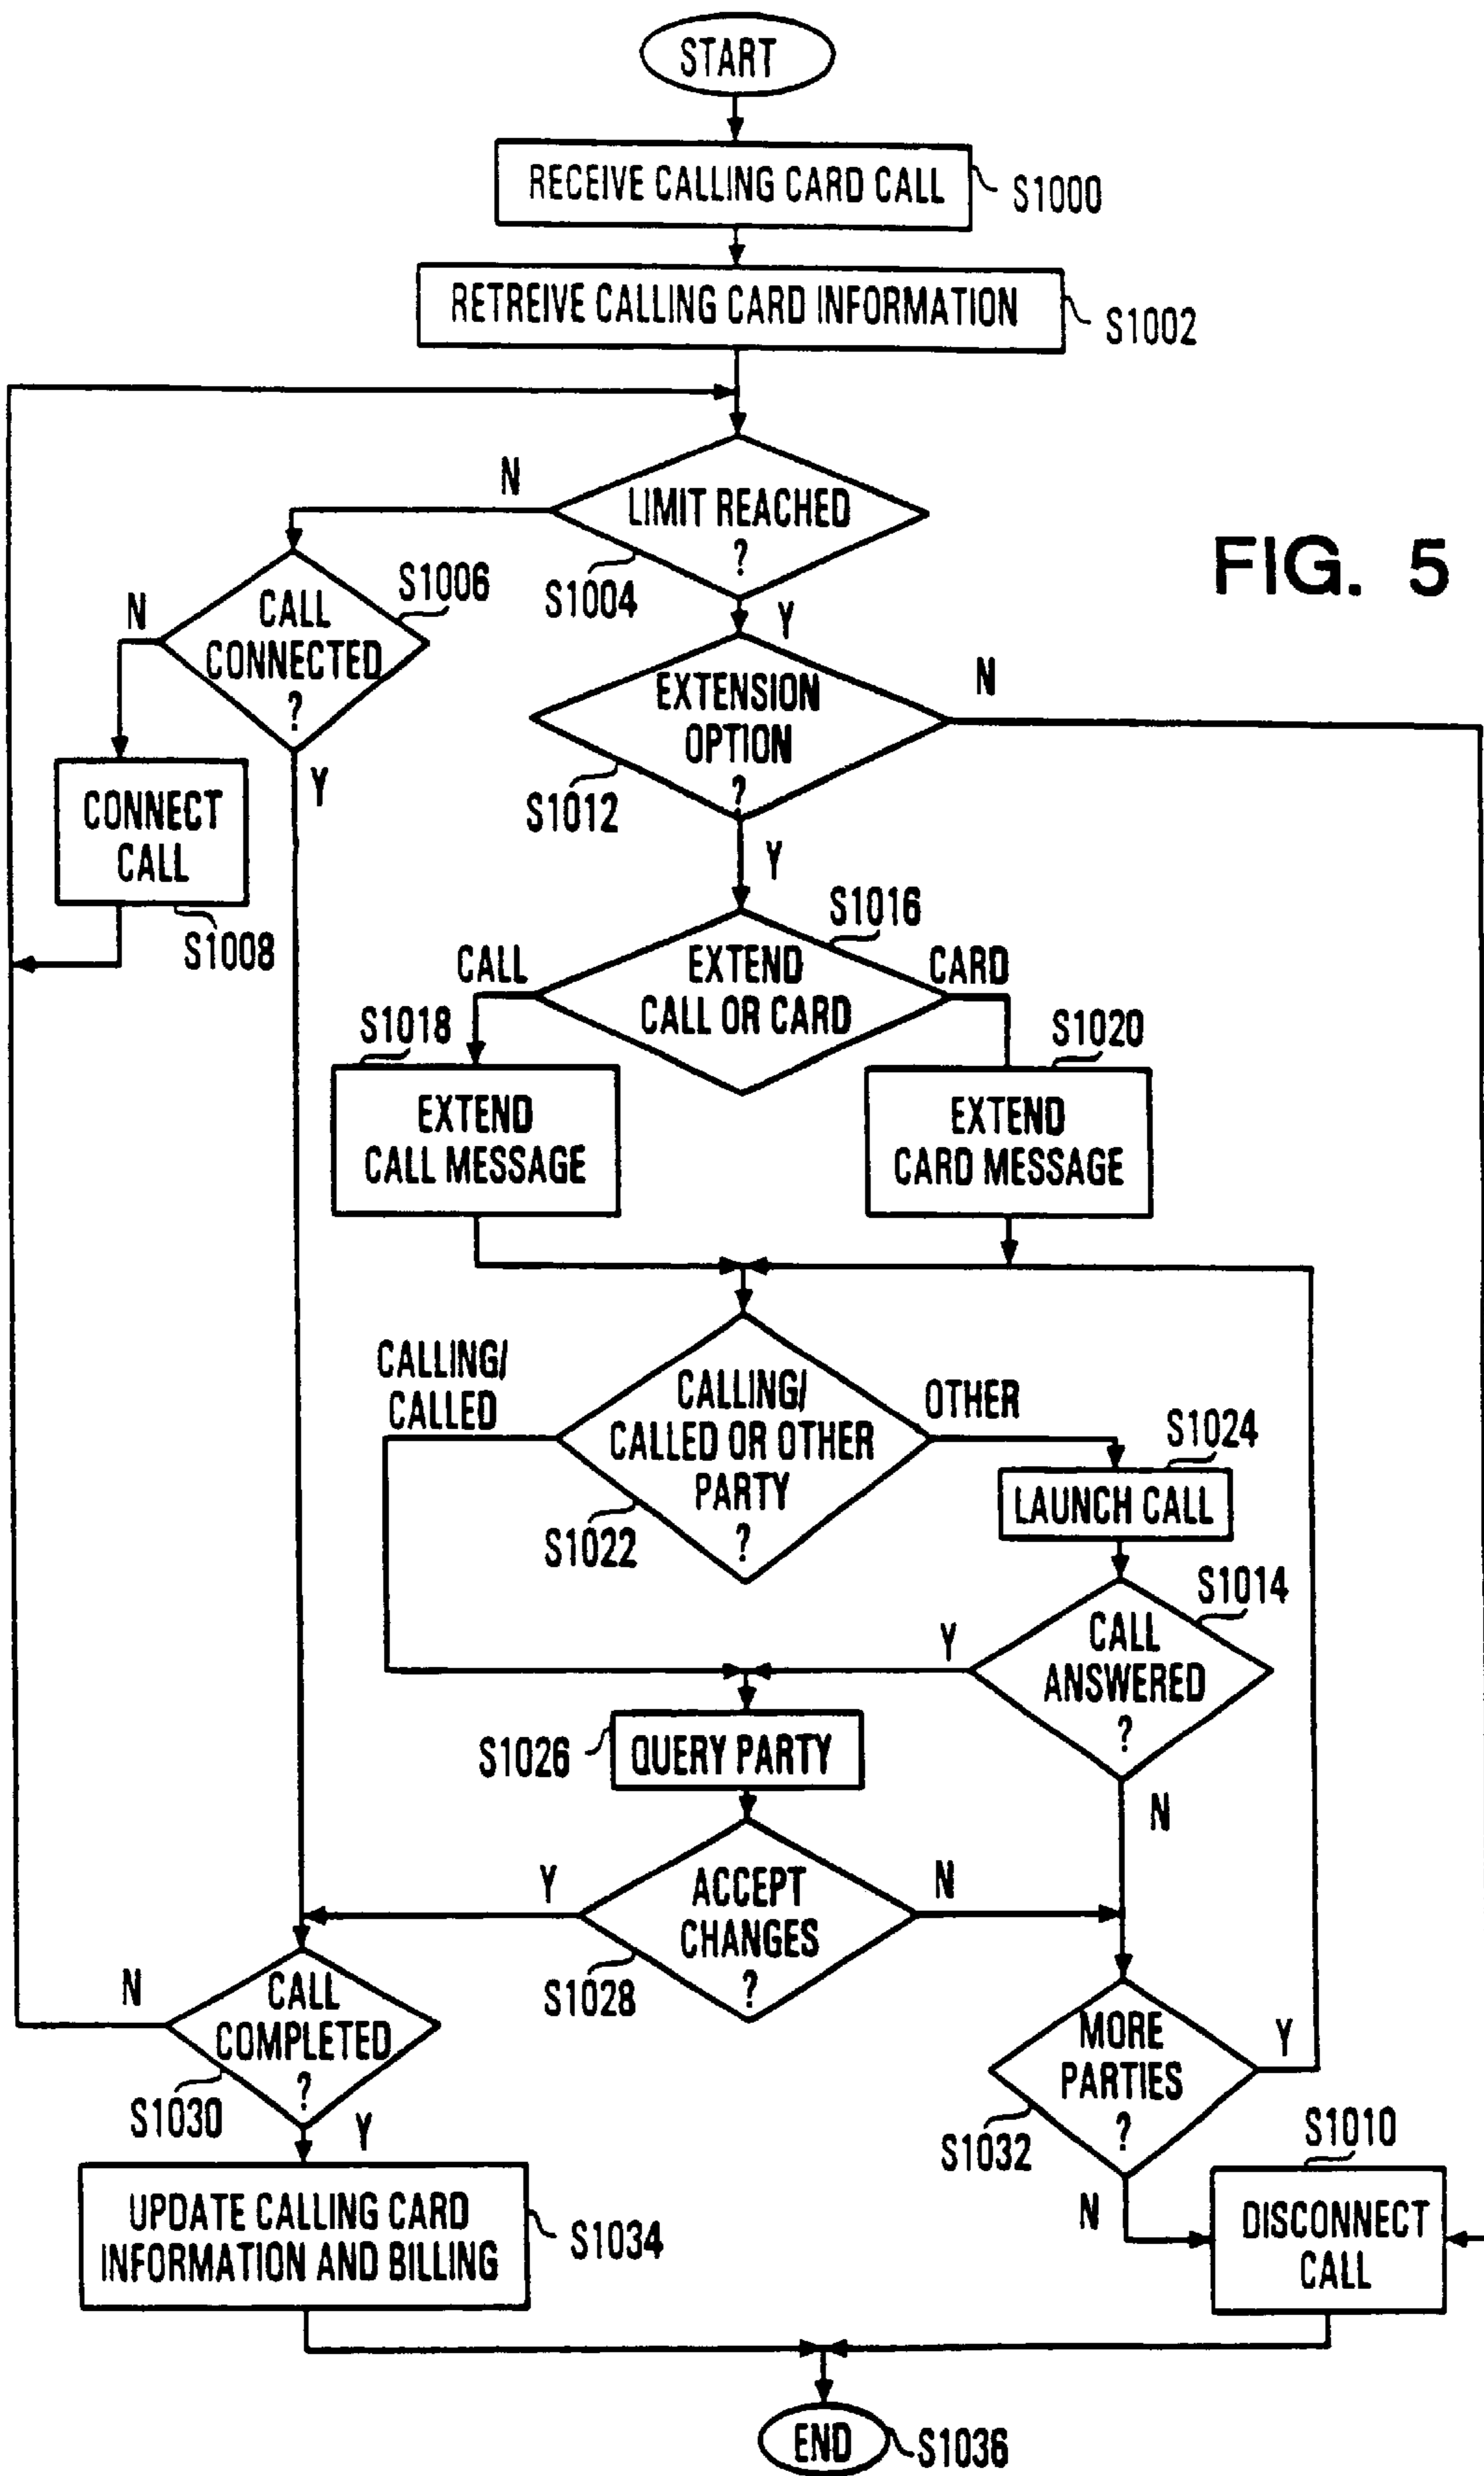 START
RECEIVE CALLING CARD CALL
S1000
RETREIVE CALLING CARD INFORMATION
S1002
N
LIMIT REACHED
?
S1004
Y
FIG. 5
CALL
CONNECTED
?
S1006
N
Y
CONNECT
CALL
S1008
EXTENSION
OPTION
?
S1012
N
Y
EXTEND
CALL OR CARD
S1016
CALL
CARD
S1018
EXTEND
CALL MESSAGE
S1020
EXTEND
CARD MESSAGE
CALLING/
CALLED
CALLING/
CALLED OR OTHER
PARTY
?
S1022
OTHER
S1024
LAUNCH CALL
S1014
CALL
ANSWERED
?
Y
N
S1026
QUERY PARTY
Y
ACCEPT
CHANGES
?
N
S1028
N
CALL
COMPLETED
?
S1030
Y
MORE
PARTIES
?
Y
S1032
N
S1010
DISCONNECT
CALL
UPDATE CALLING CARD
INFORMATION AND BILLING
S1034
END
S1036